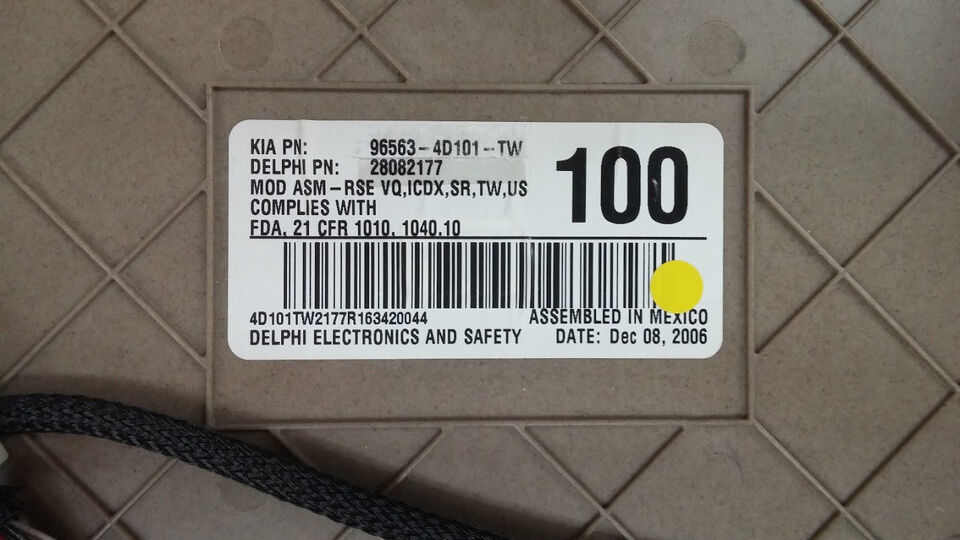 KIA PN: 96563-4D101-TW
DELPHI PN: 28082177
MOD ASM-RSE VQ,ICDX,SR,TW,US
COMPLIES WITH
FDA. 21 CFR 1010, 1040.10
100
4D101TW2177R163420044
ASSEMBLED IN MEXICO
DELPHI ELECTRONICS AND SAFETY
DATE: Dec 08, 2006